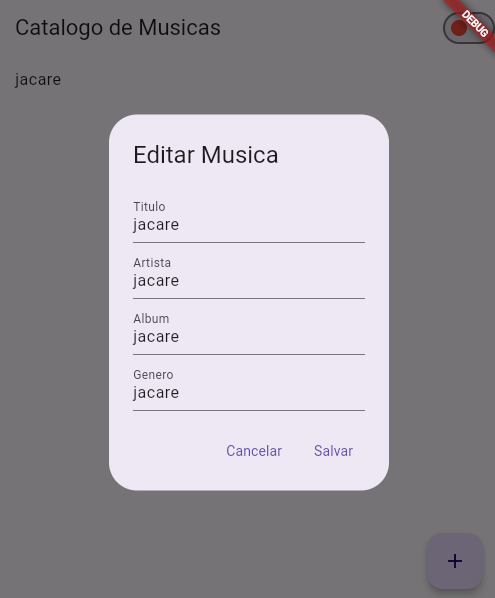 Catalogo de Musicas
DEBUG
jacare
Editar Musica
Titulo
jacare
Artista
jacare
Album
jacare
Genero
jacare
Cancelar Salvar
+